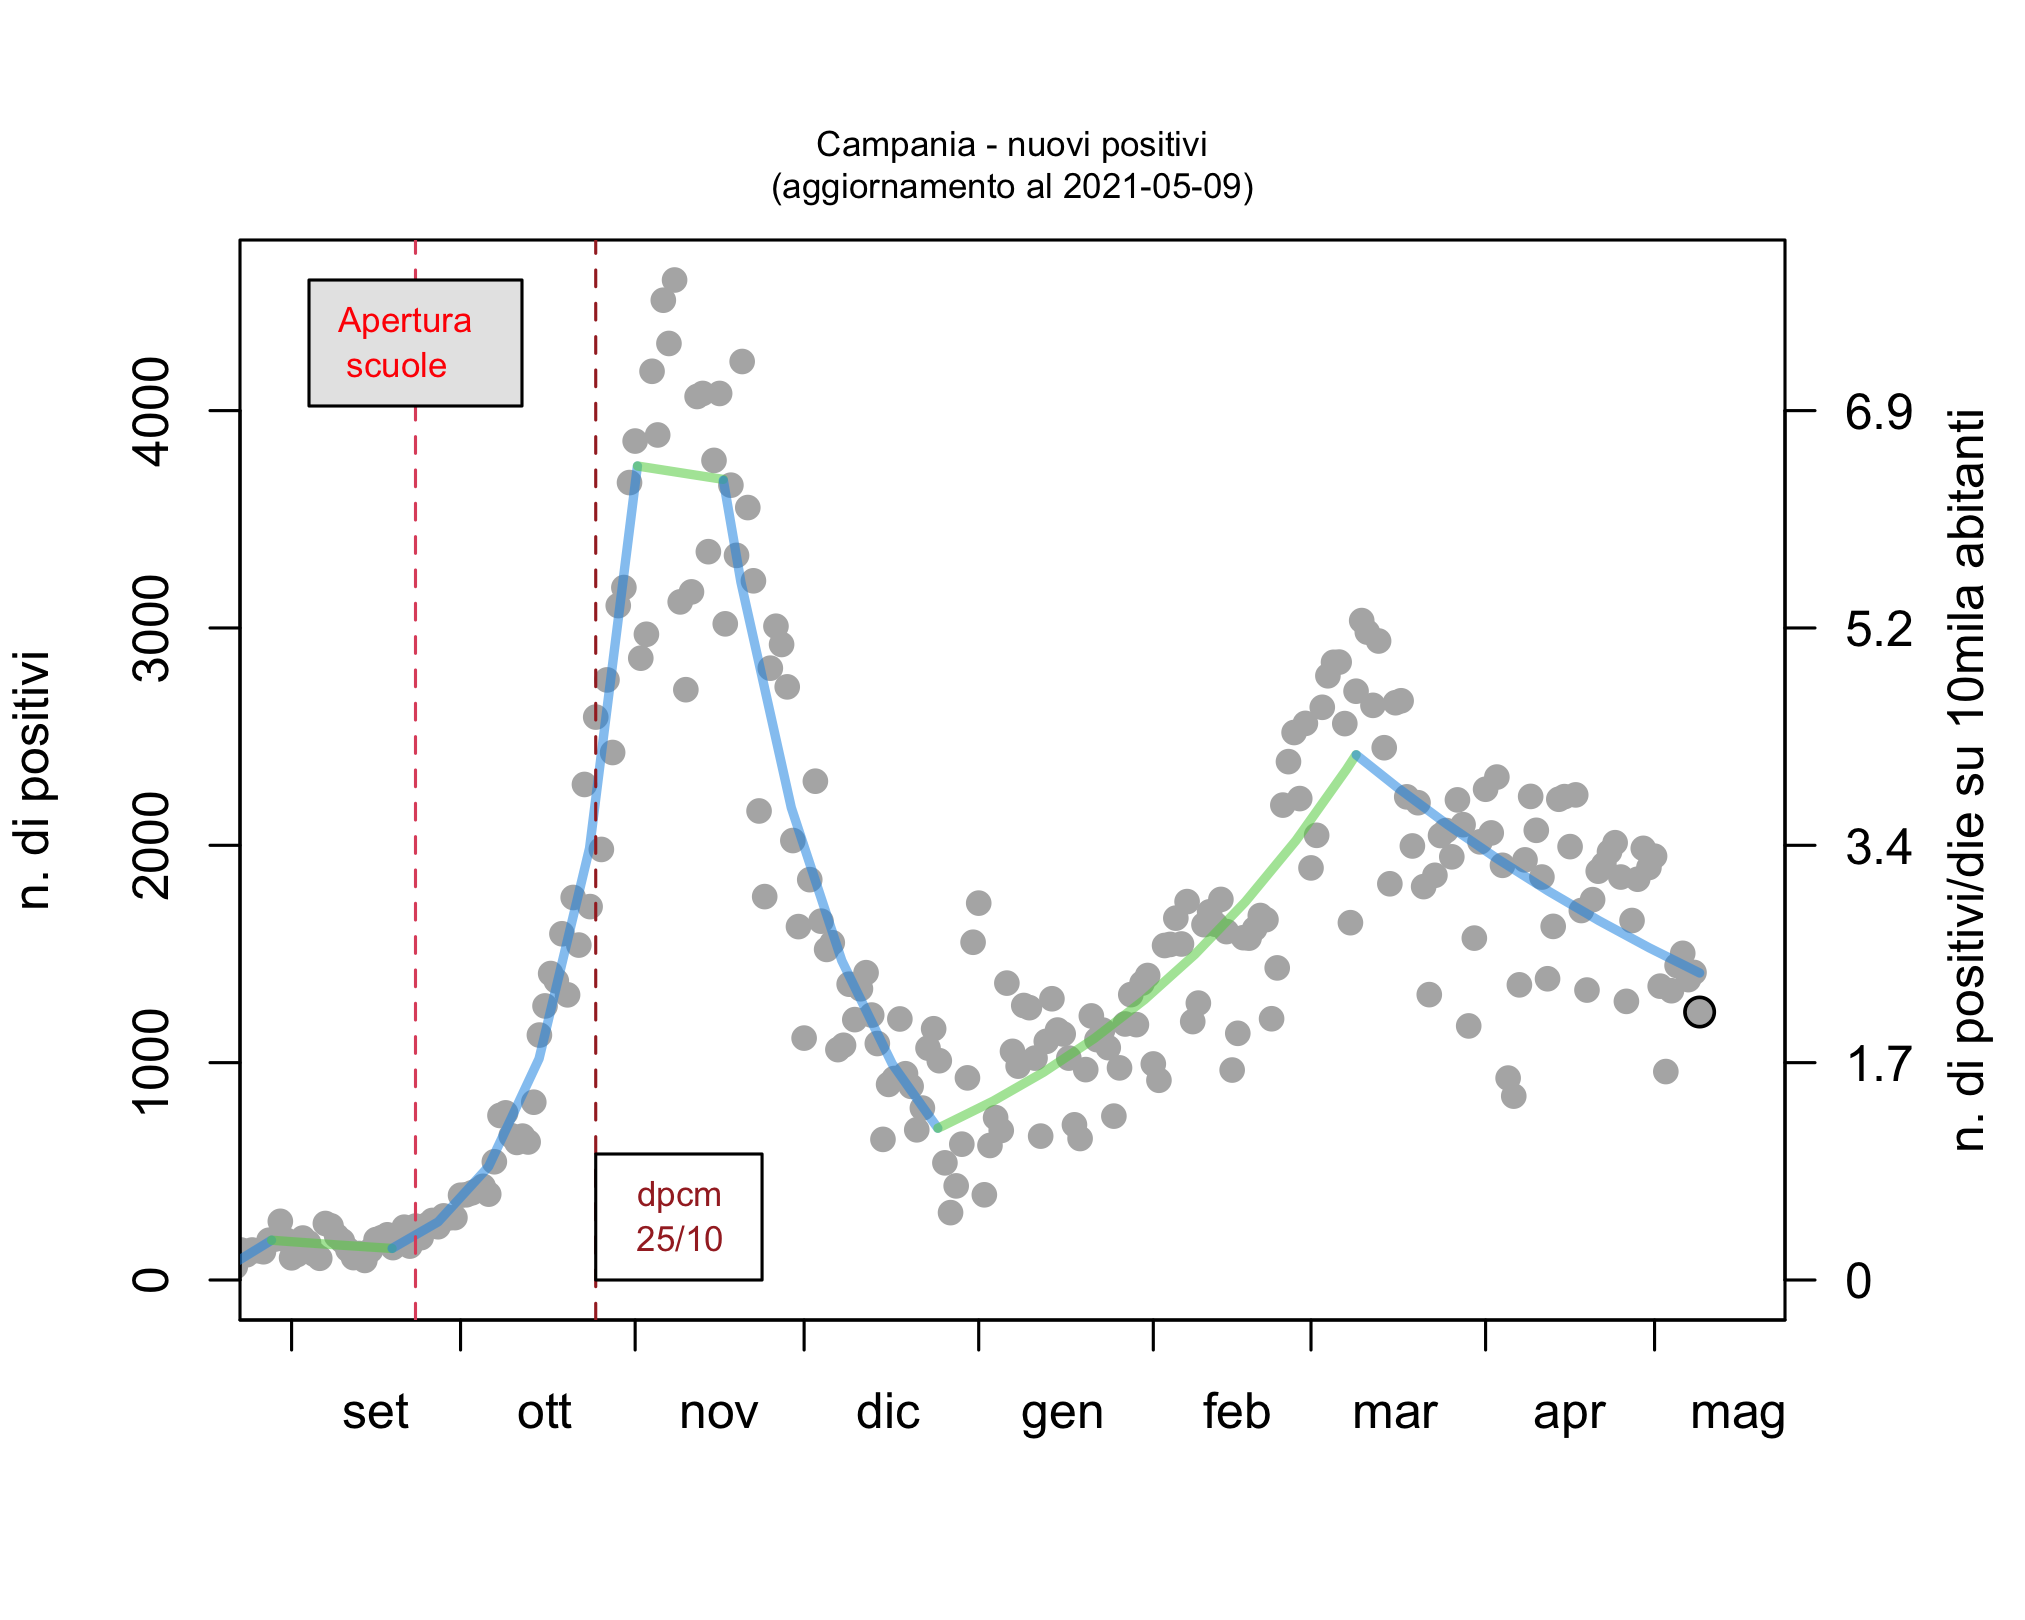 Campania - nuovi positivi
(aggiornamento al 2021-05-09)
Apertura
scuole
dpcm
25/10
n. di positivi
0
1000
2000
3000
4000
n. di positivi/die su 10mila abitanti
6.9
5.2
3.4
1.7
0
set ott nov dic gen feb mar apr mag